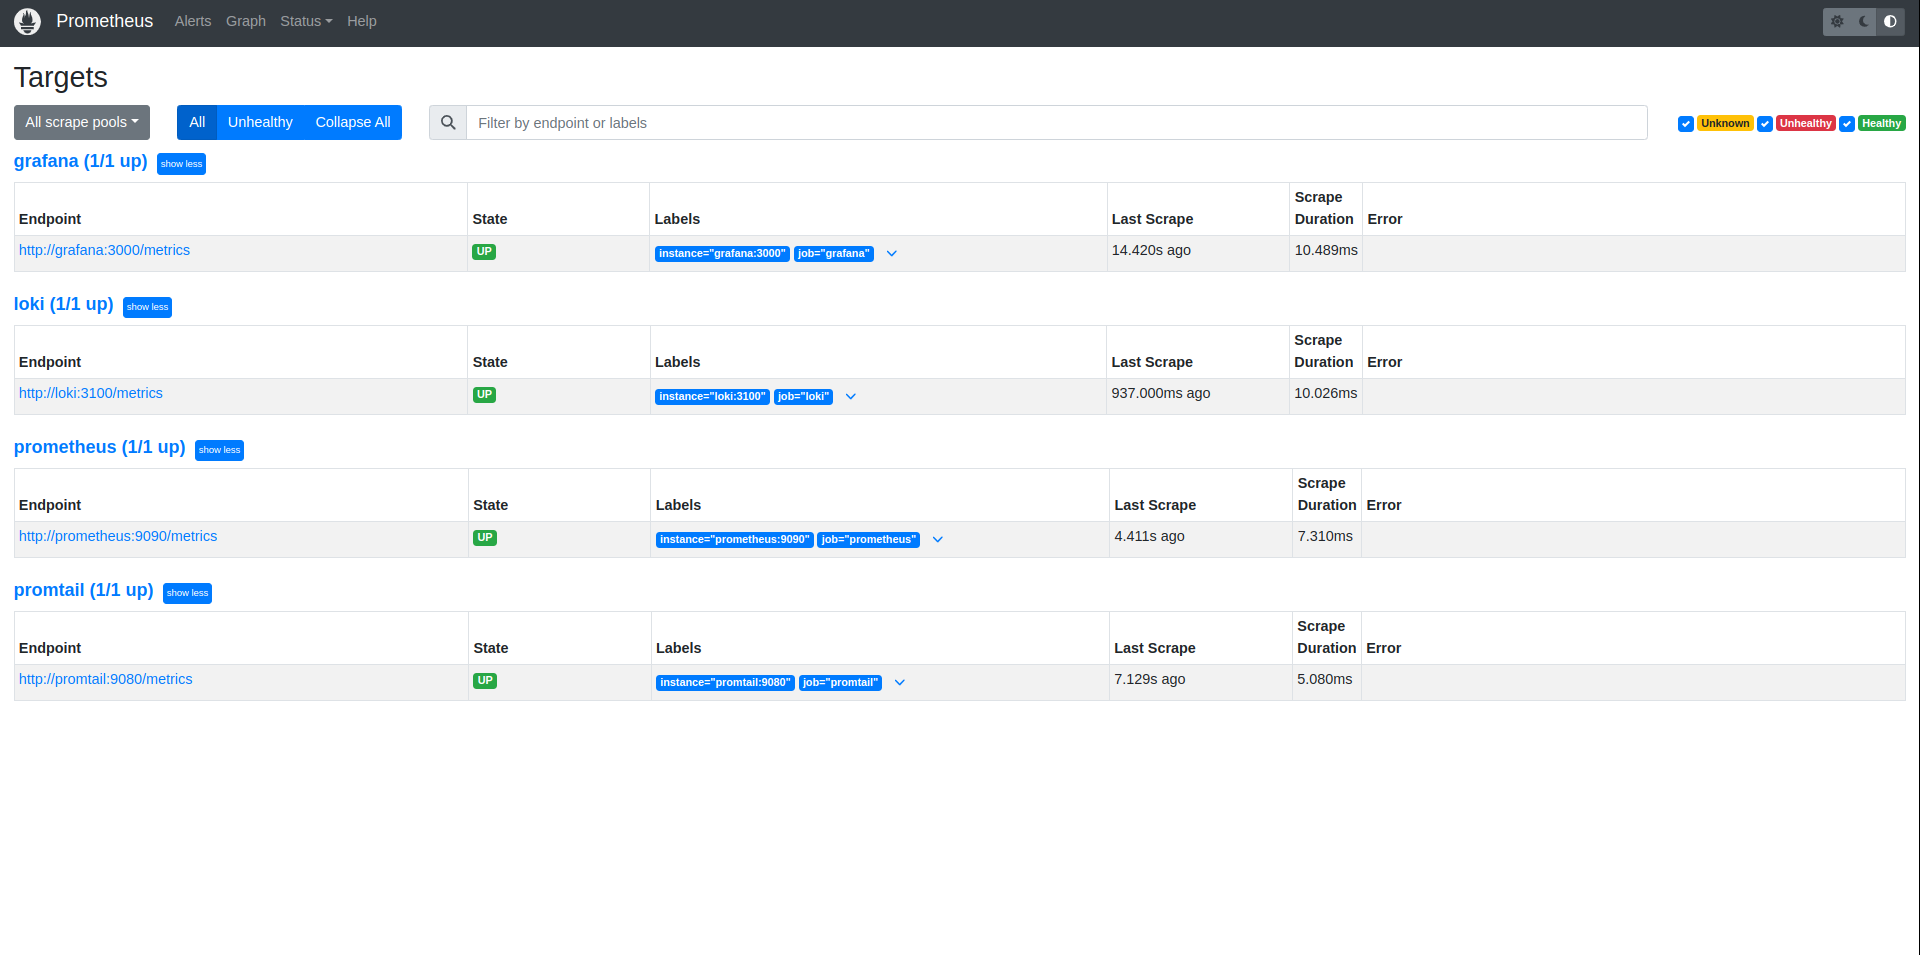 Prometheus Alerts Graph Status Help
Targets
All scrape pools All Unhealthy Collapse All Filter by endpoint or labels Unknown Unhealthy Healthy
grafana (1/1 up) show less
Endpoint State Labels Last Scrape Scrape Duration Error
http://grafana:3000/metrics UP instance="grafana:3000" job="grafana" 14.420s ago 10.489ms
loki (1/1 up) show less
Endpoint State Labels Last Scrape Scrape Duration Error
http://loki:3100/metrics UP instance="loki:3100" job="loki" 937.000ms ago 10.026ms
prometheus (1/1 up) show less
Endpoint State Labels Last Scrape Scrape Duration Error
http://prometheus:9090/metrics UP instance="prometheus:9090" job="prometheus" 4.411s ago 7.310ms
promtail (1/1 up) show less
Endpoint State Labels Last Scrape Scrape Duration Error
http://promtail:9080/metrics UP instance="promtail:9080" job="promtail" 7.129s ago 5.080ms